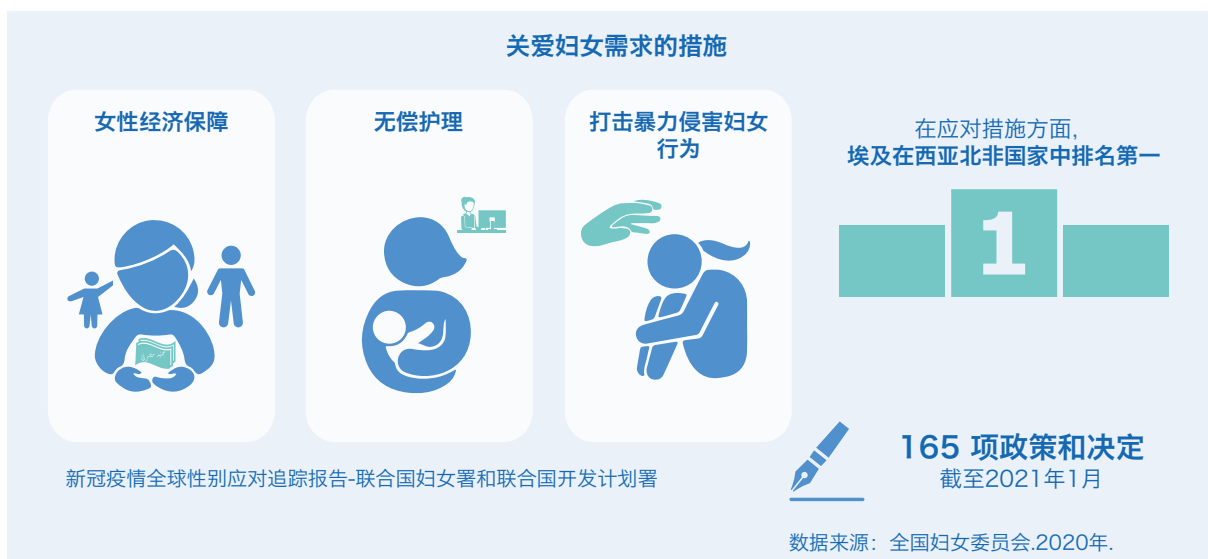 关爱妇女需求的措施
女性经济保障
无偿护理
打击暴力侵害妇女
行为
在应对措施方面，
埃及在西亚北非国家中排名第一
1
165 项政策和决定
截至2021年1月
新冠疫情全球性别应对追踪报告-联合国妇女署和联合国开发计划署
数据来源：全国妇女委员会.2020年.